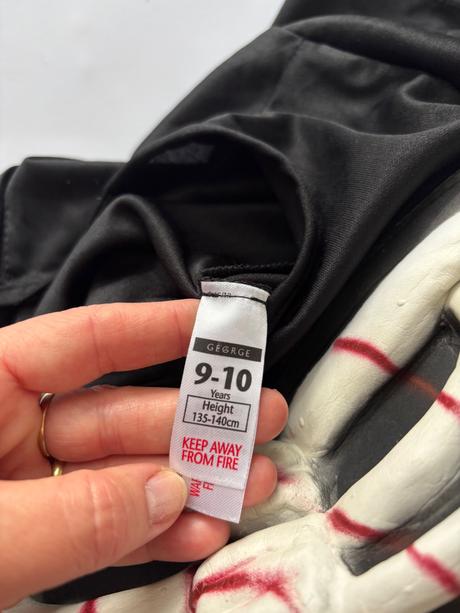 GEORGE
9-10
Years
Height
135-140cm
KEEP AWAY
FROM FIRE